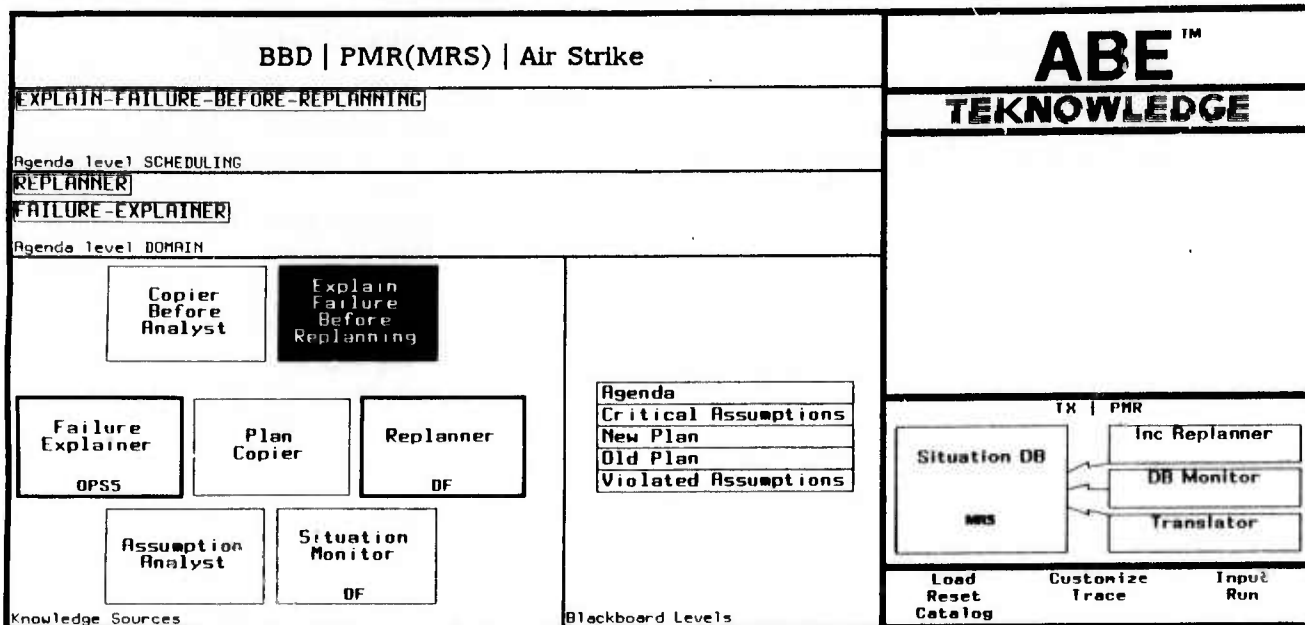 BBD | PMR(MRS) | Air Strike
EXPLAIN-FAILURE-BEFORE-REPLANNING
Agenda level SCHEDULING
REPLANNER
FAILURE-EXPLAINER
Agenda level DOMAIN
Copier
Before
Analyst
Explain
Failure
Before
Replanning
Failure
Explainer
OPS5
Plan
Copier
Replanner
DF
Assumption
Analyst
Situation
Monitor
DF
Knowledge Sources
Agenda
Critical Assumptions
New Plan
Old Plan
Violated Assumptions
Blackboard Levels
ABE™
TEKNOWLEDGE
TX | PMR
Situation DB
MRS
Inc Replanner
DB Monitor
Translator
Load Customize Input
Reset Trace Run
Catalog